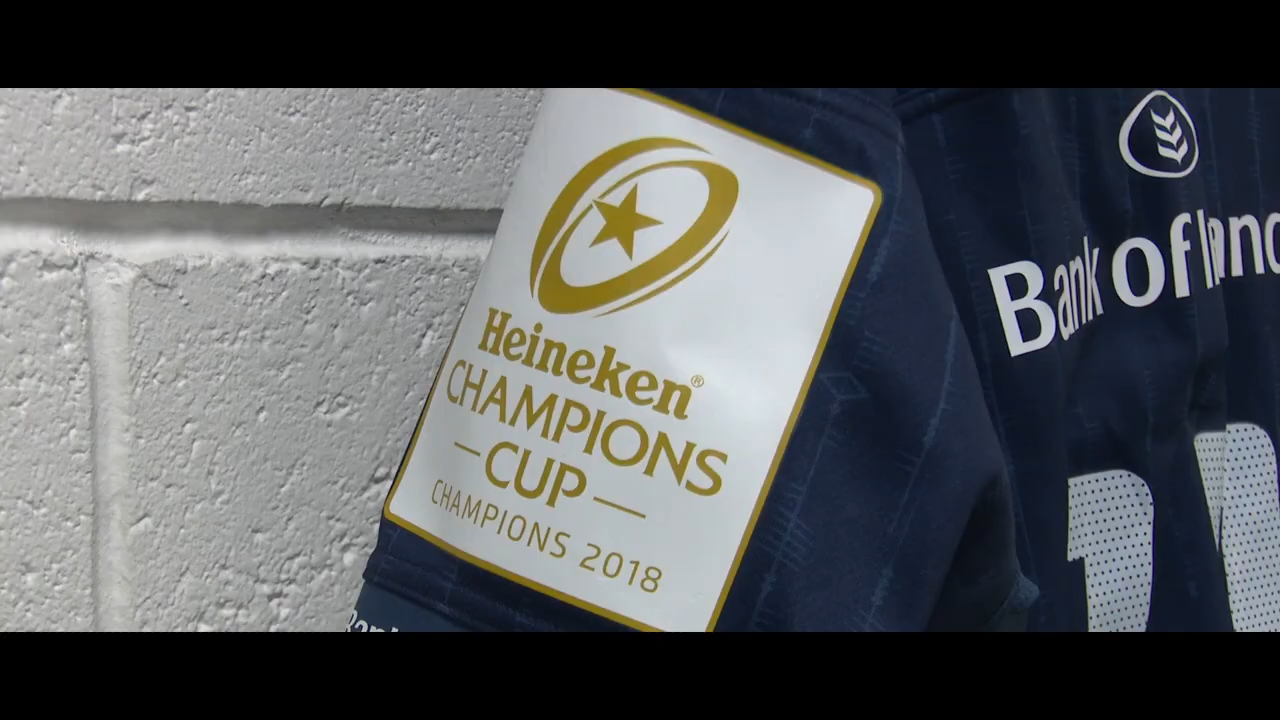 Heineken®
CHAMPIONS
CUP
CHAMPIONS 2018
Bank of